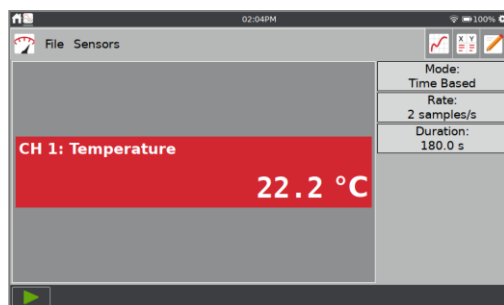 02:04PM
100%
File Sensors
X Y
Mode:
Time Based
Rate:
2 samples/s
Duration:
180.0 s
CH 1: Temperature
22.2 °C